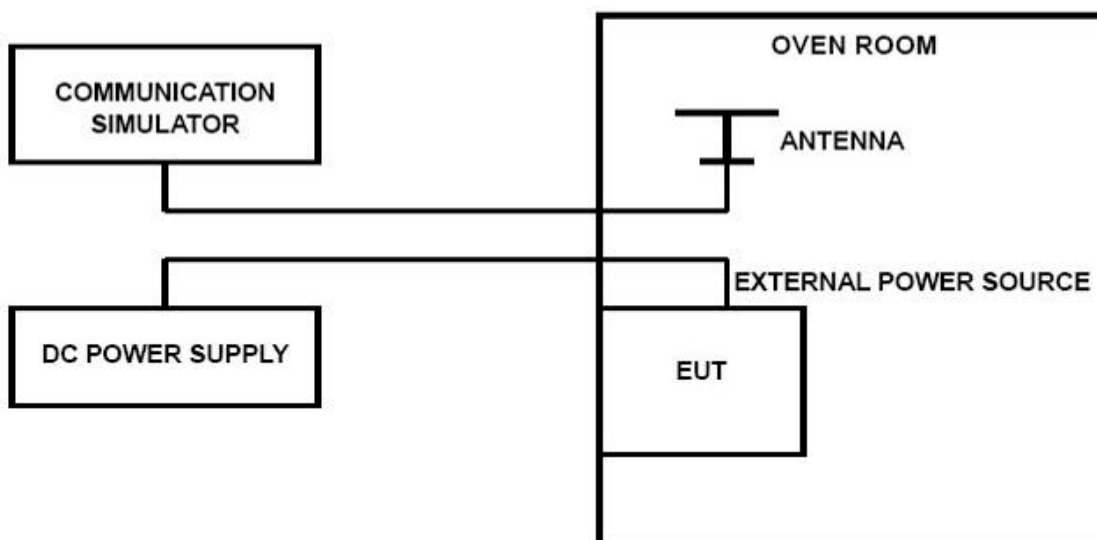 OVEN ROOM
COMMUNICATION
SIMULATOR
ANTENNA
EXTERNAL POWER SOURCE
DC POWER SUPPLY
EUT